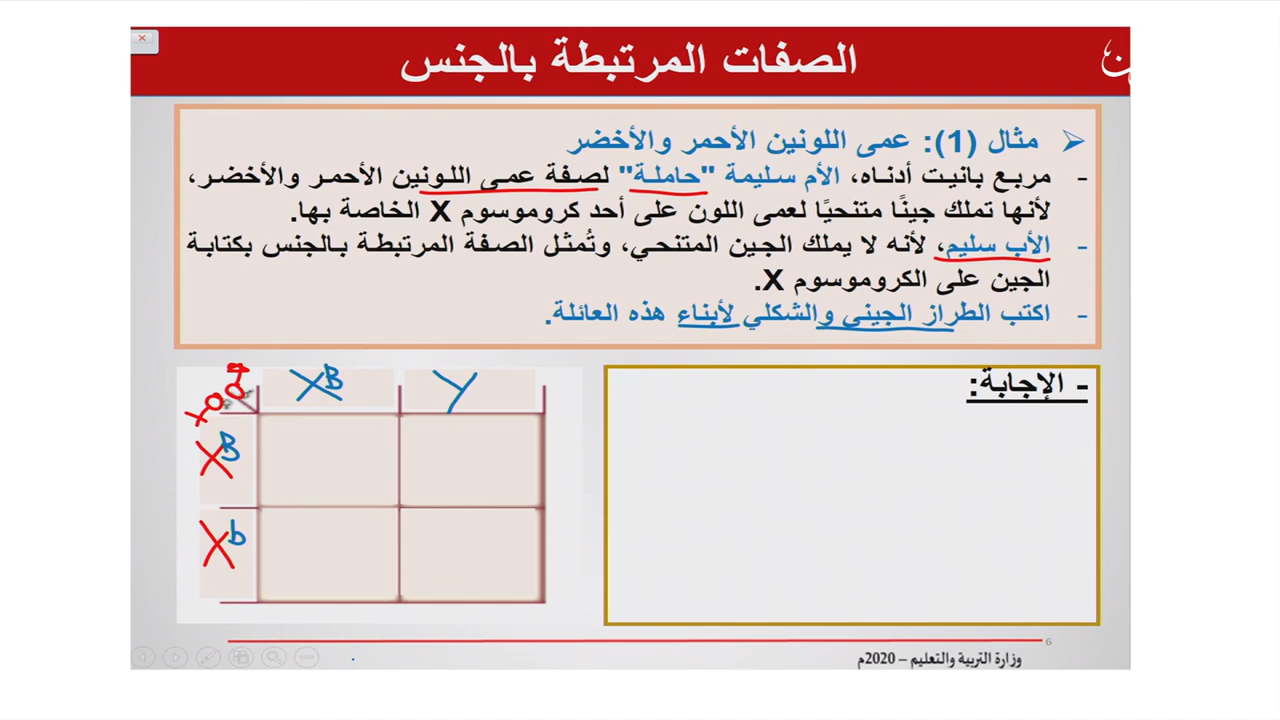 الصفات المرتبطة بالجنس
مثال (1): عمى اللونين الأحمر والأخضر
- مربع بانيت أدناه، الأم سليمة "حاملة" لصفة عمى اللونين الأحمر والأخضر،
لأنها تملك جينًا متنحيًا لعمى اللون على أحد كروموسوم X الخاصة بها.
- الأب سليم، لأنه لا يملك الجين المتنحي، وتُمثل الصفة المرتبطة بالجنس بكتابة
الجين على الكروموسوم X.
- اكتب الطراز الجيني والشكلي لأبناء هذه العائلة.
- الإجابة:
X^B Y
X^B
X^b
6
وزارة التربية والتعليم – 2020م